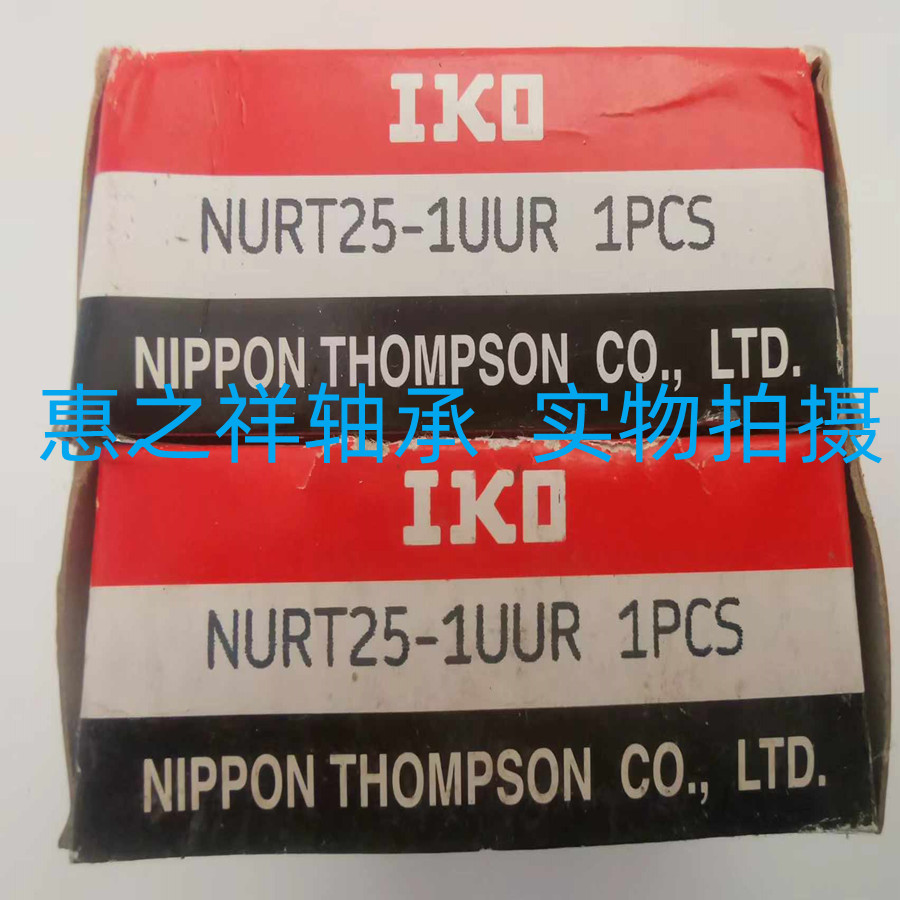 IKO
NURT25-1UUR 1PCS
NIPPON THOMPSON CO., LTD.
惠之祥轴承 实物拍摄
IKO
NURT25-1UUR 1PCS
NIPPON THOMPSON CO., LTD.